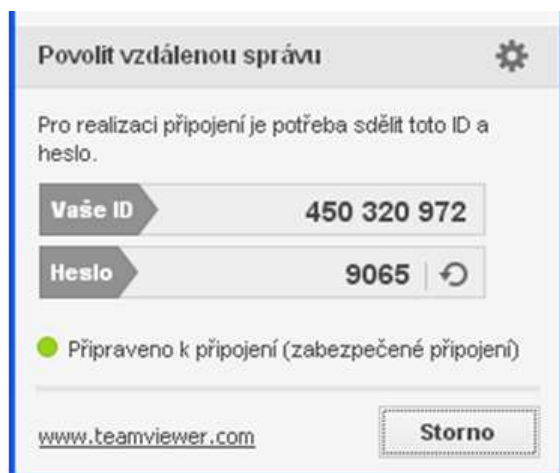 Povolit vzdálenou správu
Pro realizaci připojení je potřeba sdělit toto ID a
heslo.
Vaše ID 450 320 972
Heslo 9065
Připraveno k připojení (zabezpečené připojení)
www.teamviewer.com Storno